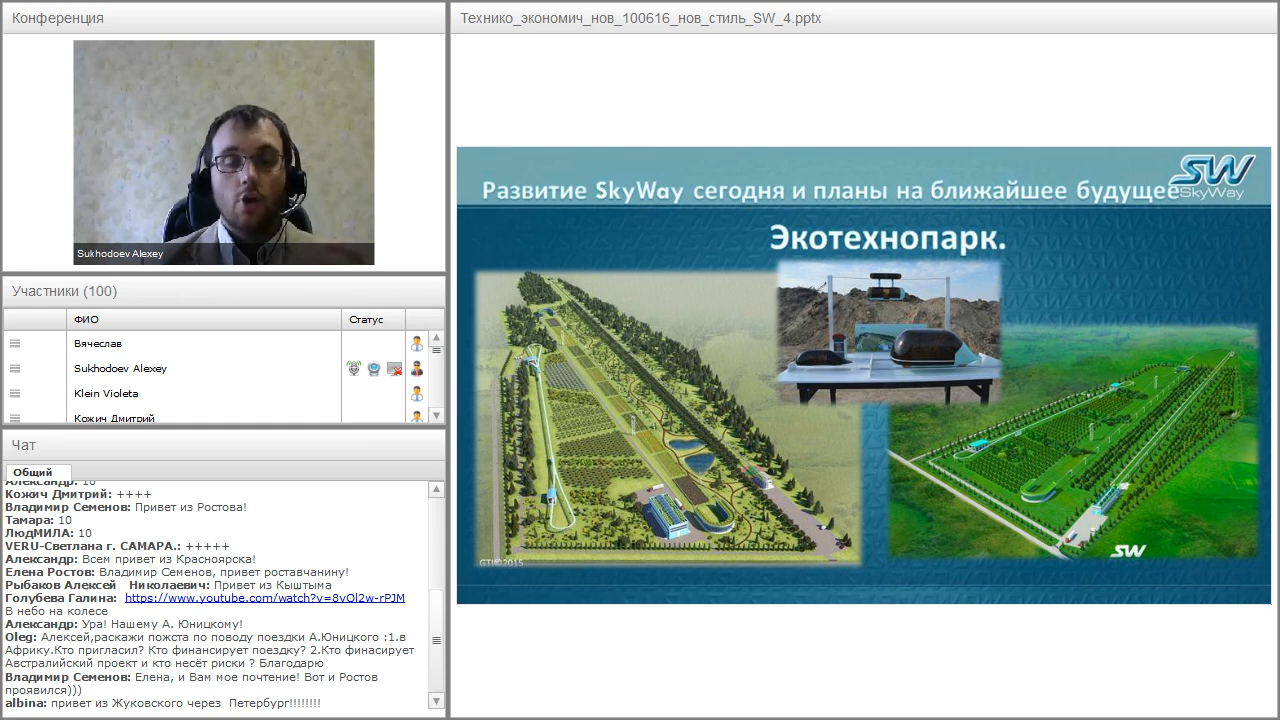 Конференция
Sukhodoev Alexey
Участники (100)
ФИО
Статус
Вячеслав
Sukhodoev Alexey
Klein Violeta
Кожич Дмитрий
Чат
Общий
Александр: 10
Кожич Дмитрий: ++++
Владимир Семенов: Привет из Ростова!
Тамара: 10
ЛюдМИЛА: 10
VERU-Светлана г. САМАРА.: +++++
Александр: Всем привет из Красноярска!
Елена Ростов: Владимир Семенов, привет роставчанину!
Рыбаков Алексей Николаевич: Привет из Кыштыма
Голубева Галина: https://www.youtube.com/watch?v=8vOl2w-rPJM
В небо на колесе
Александр: Ура! Нашему А. Юницкому!
Oleg: Алексей,раскажи пожста по поводу поездки А.Юницкого :1.в
Африку.Кто пригласил? Кто финансирует поездку? 2.Кто финасирует
Австралийский проект и кто несёт риски ? Благодарю
Владимир Семенов: Елена, и Вам мое почтение! Вот и Ростов
проявился)))
albina: привет из Жуковского через Петербург!!!!!!!!
Технико_экономич_нов_100616_нов_стиль_SW_4.pptx
SW
SkyWay
Развитие SkyWay сегодня и планы на ближайшее будущее
Экотехнопарк.
GTI©2015
SW